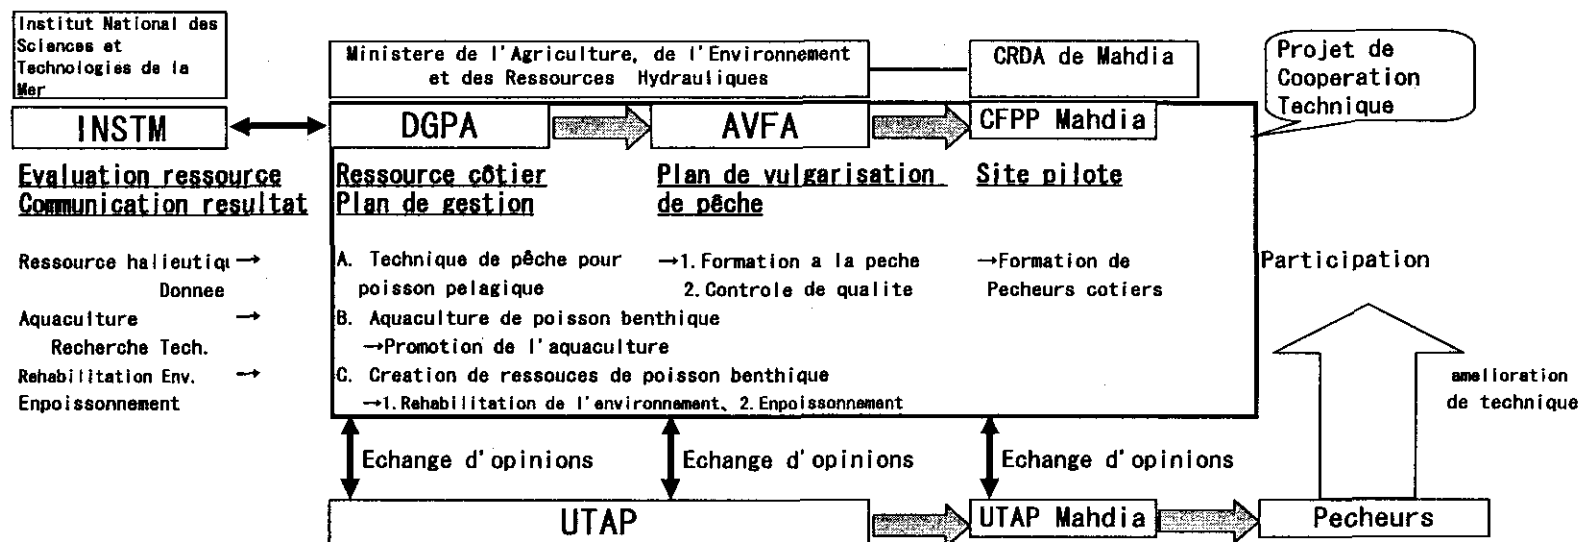 Institut National des
Sciences et
Technologies de la
Mer
Ministere de l'Agriculture, de l'Environnement
et des Ressources Hydrauliques
CRDA de Mahdia
Projet de
Cooperation
Technique
INSTM
DGPA
AVFA
CFPP Mahdia
Evaluation ressource
Communication resultat
Ressource côtier
Plan de gestion
Plan de vulgarisation
de pêche
Site pilote
Ressource halieutiqu →
Donnee
Aquaculture →
Recherche Tech.
Rehabilitation Env. →
Enpoissonnement
A. Technique de pêche pour
poisson pelagique
→1.Formation a la peche
2.Controle de qualite
→Formation de
Pecheurs cotiers
B. Aquaculture de poisson benthique
→Promotion de l'aquaculture
C. Creation de ressouces de poisson benthique
→1.Rehabilitation de l'environnement、2.Enpoissonnement
Participation
amelioration
de technique
Echange d'opinions
Echange d'opinions
Echange d'opinions
UTAP
UTAP Mahdia
Pecheurs